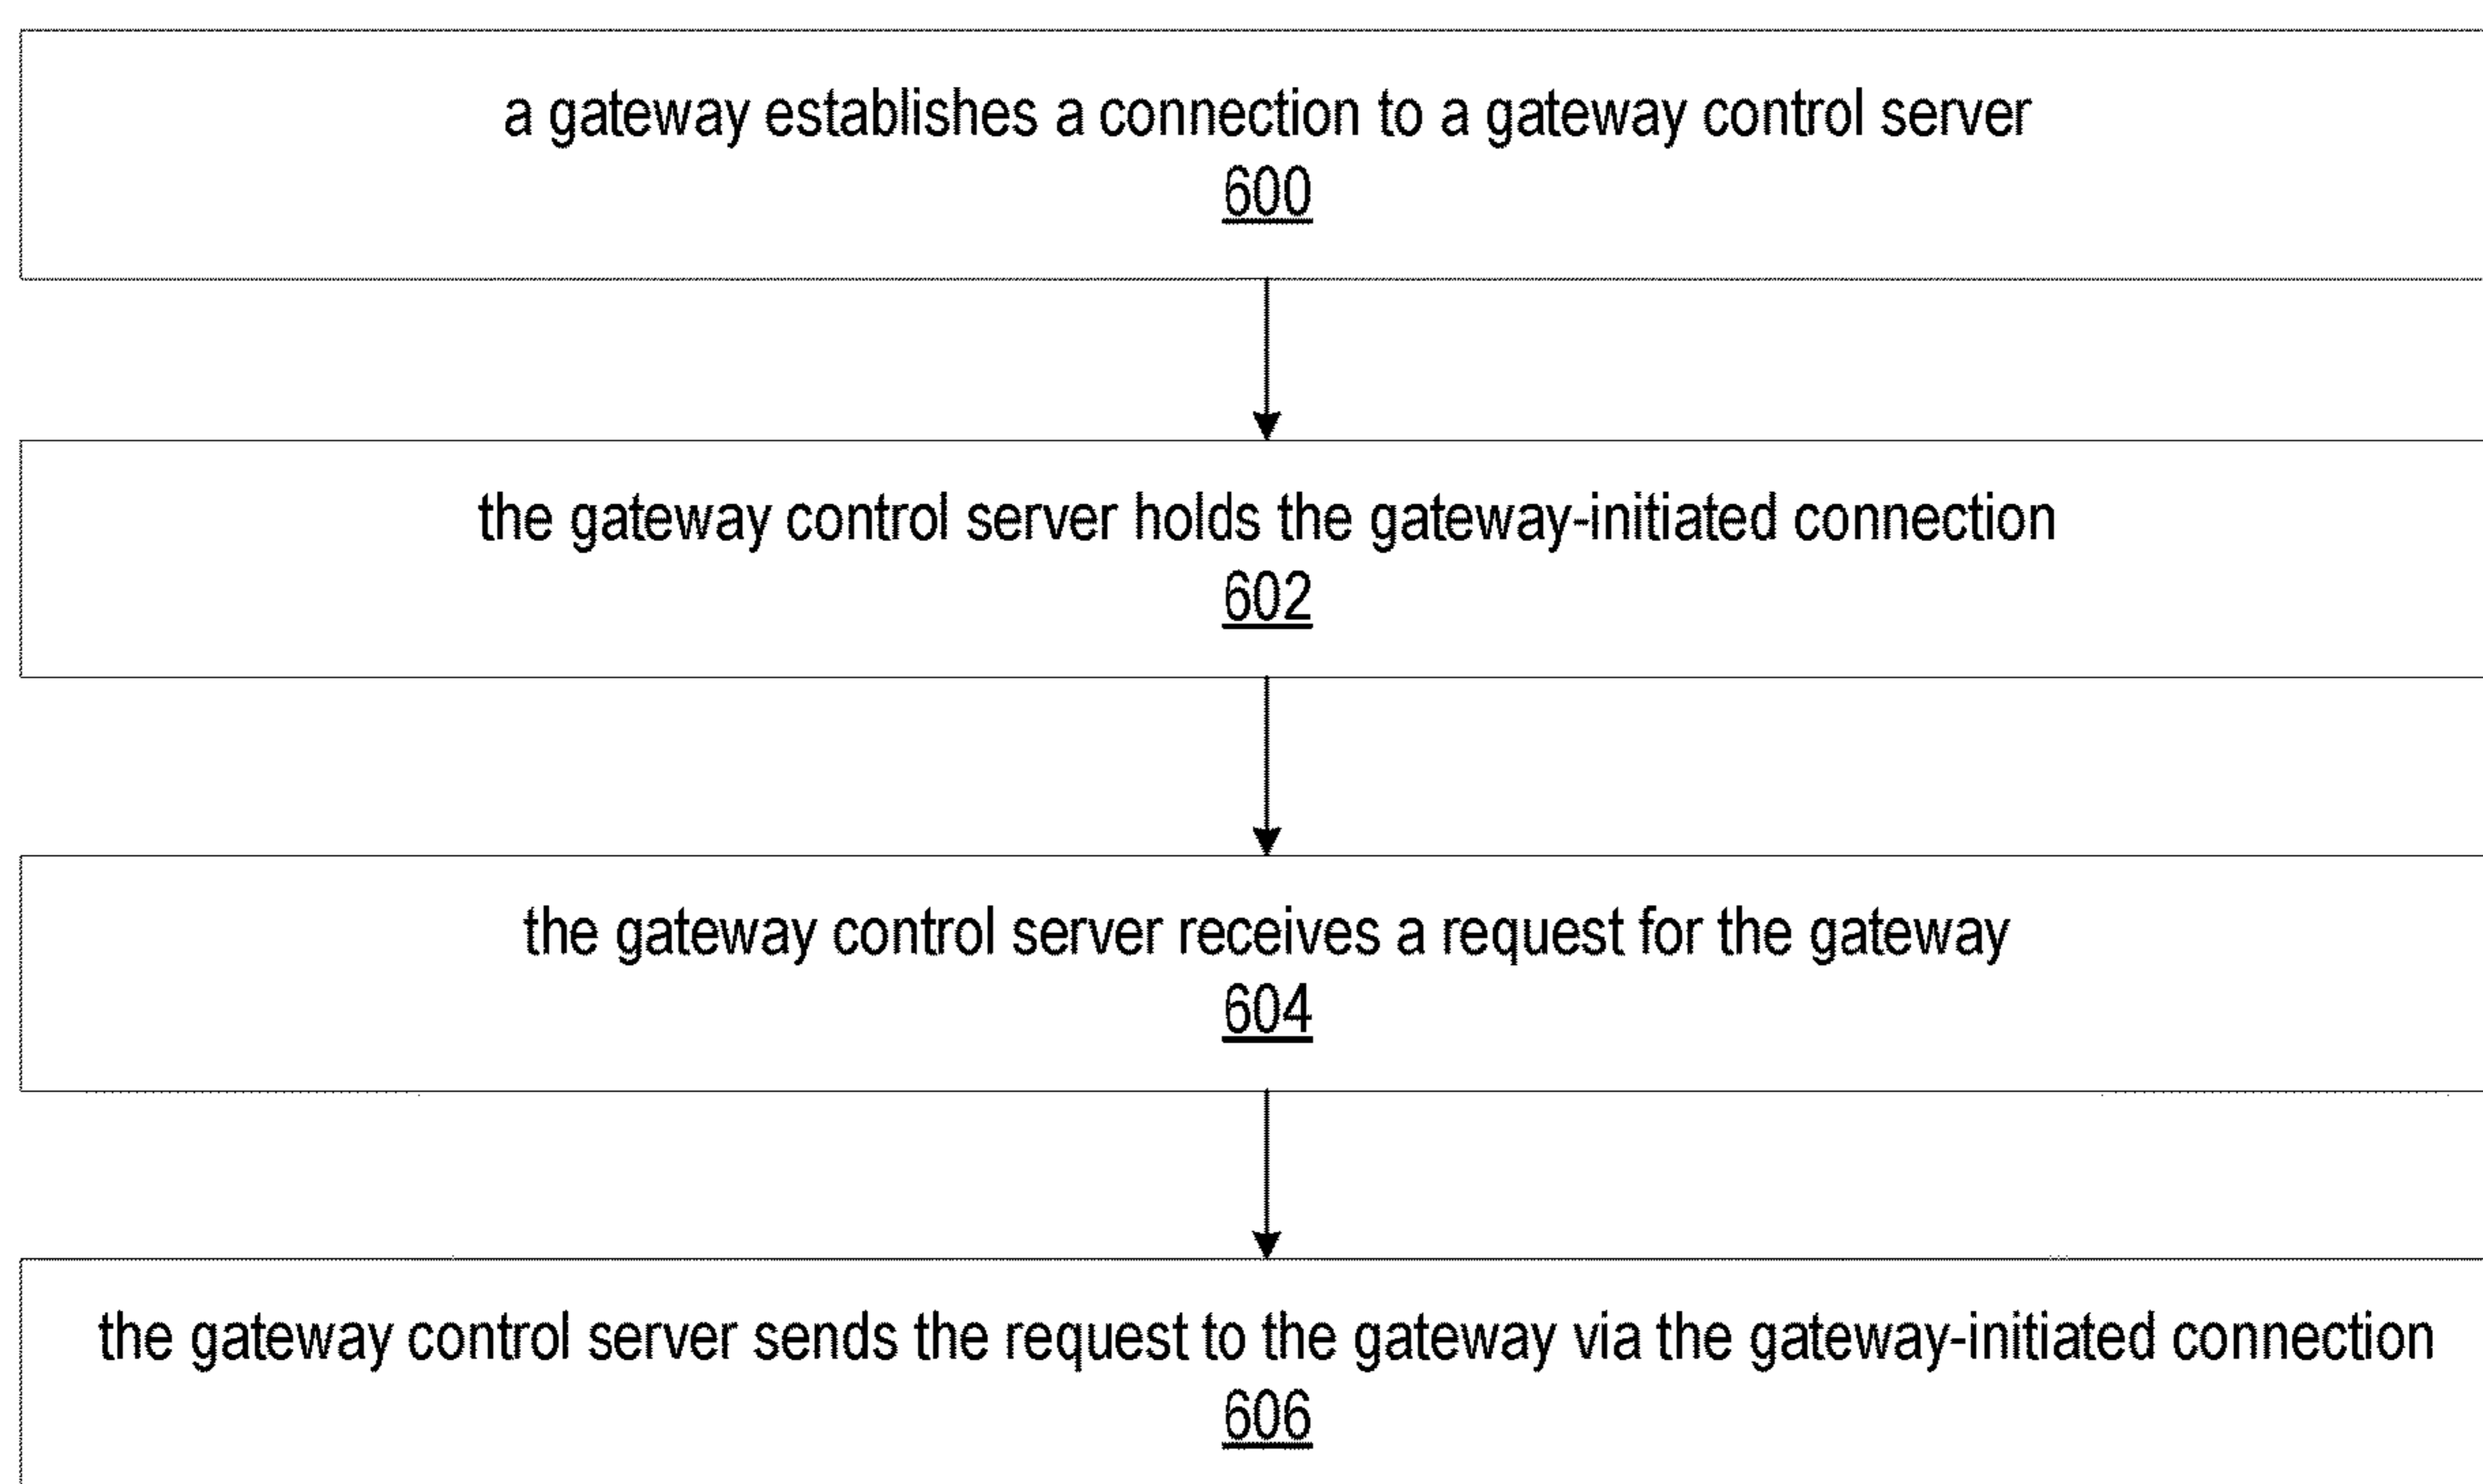 a gateway establishes a connection to a gateway control server
600
the gateway control server holds the gateway-initiated connection
602
the gateway control server receives a request for the gateway
604
the gateway control server sends the request to the gateway via the gateway-initiated connection
606